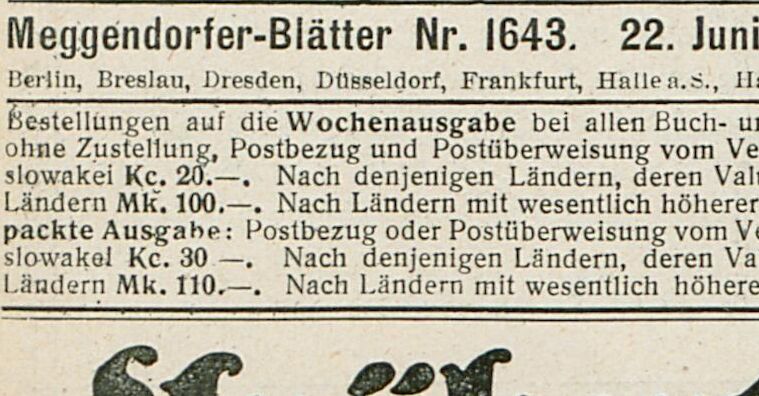 Meggendorfer-Blätter Nr. 1643. 22. Juni
Berlin, Breslau, Dresden, Düsseldorf, Frankfurt, Halle a. S.,
Bestellungen auf die Wochenausgabe bei allen Buch- u
ohne Zustellung, Postbezug und Postüberweisung vom Ve
slowakei Kc. 20.—. Nach denjenigen Ländern, deren Val
Ländern Mk. 100.—. Nach Ländern mit wesentlich höherer
packte Ausgabe: Postbezug oder Postüberweisung vom V
slowakei Kc. 30 —. Nach denjenigen Ländern, deren Va
Ländern Mk. 110.—. Nach Ländern mit wesentlich höhere